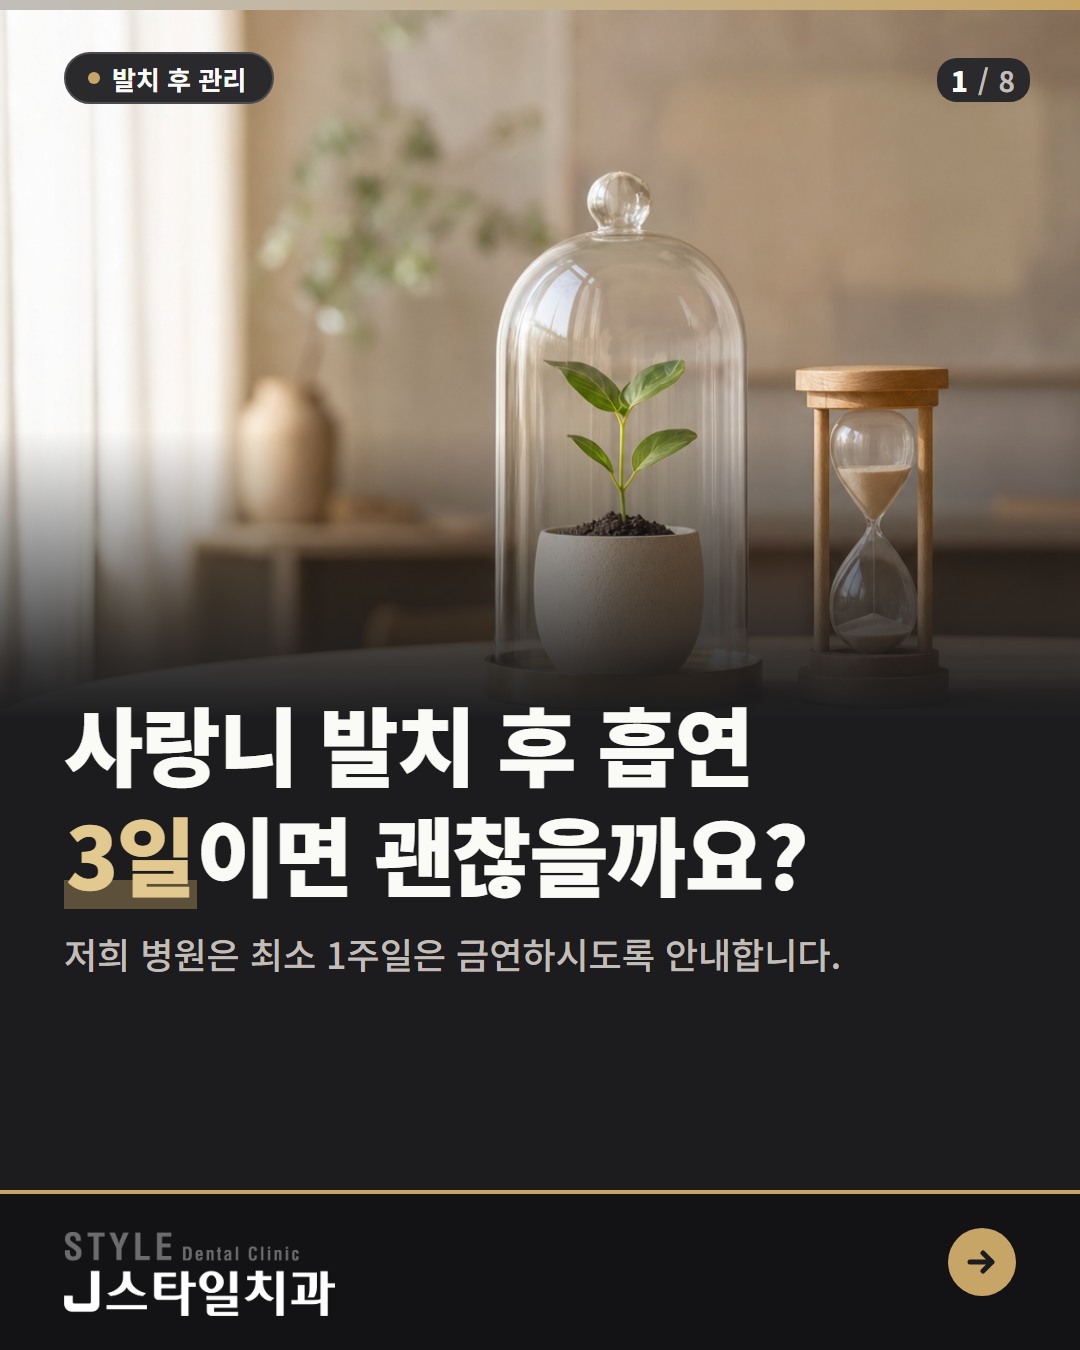 발치 후 관리
1 / 8
사랑니 발치 후 흡연
3일이면 괜찮을까요?
저희 병원은 최소 1주일은 금연하시도록 안내합니다.
STYLE Dental Clinic
J스타일치과